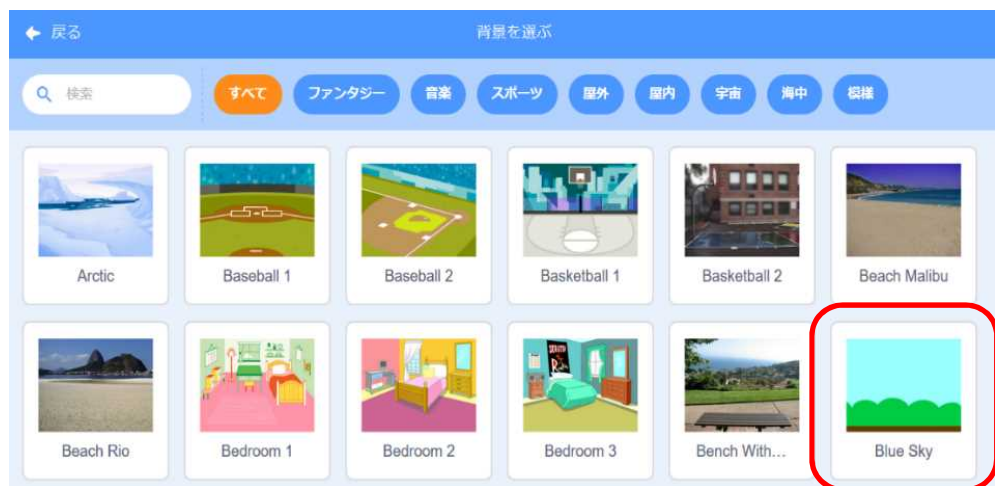 戻る
背景を選ぶ
検索
すべて
ファンタジー
音楽
スポーツ
屋外
屋内
宇宙
海中
模様
Arctic
Baseball 1
Baseball 2
Basketball 1
Basketball 2
Beach Malibu
Beach Rio
Bedroom 1
Bedroom 2
Bedroom 3
Bench With...
Blue Sky